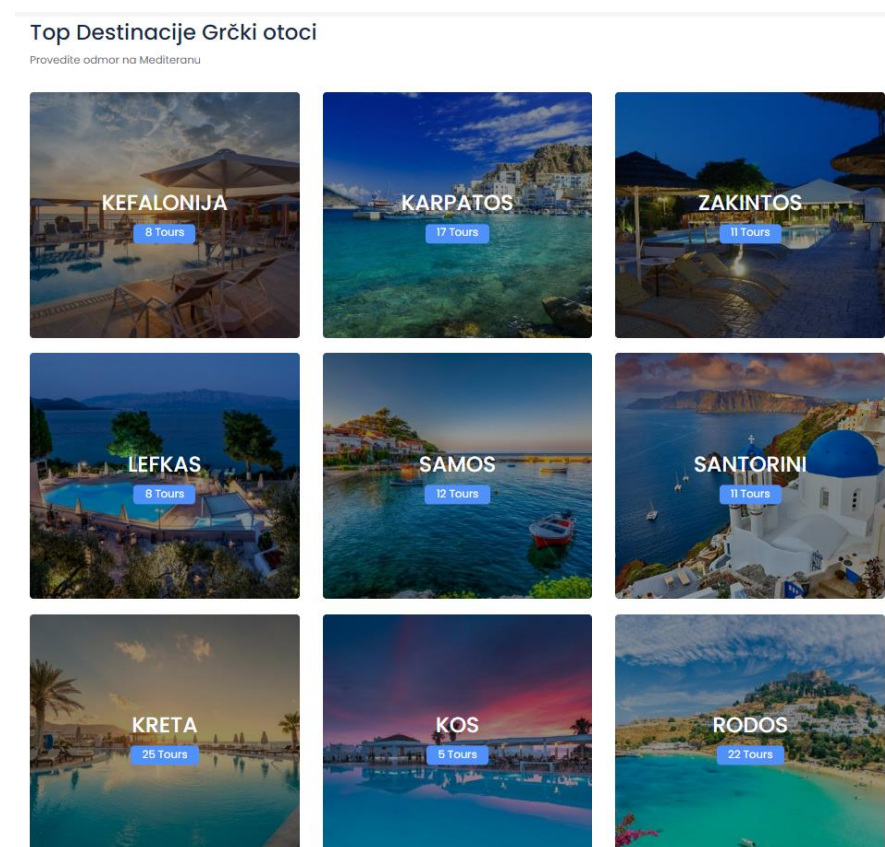 Top Destinacije Grčki otoci
Provedite odmor na Mediteranu
KEFALONIJA
8 Tours
KARPATOS
17 Tours
ZAKINTOS
11 Tours
LEFKAS
8 Tours
SAMOS
12 Tours
SANTORINI
11 Tours
KRETA
25 Tours
KOS
5 Tours
RODOS
22 Tours